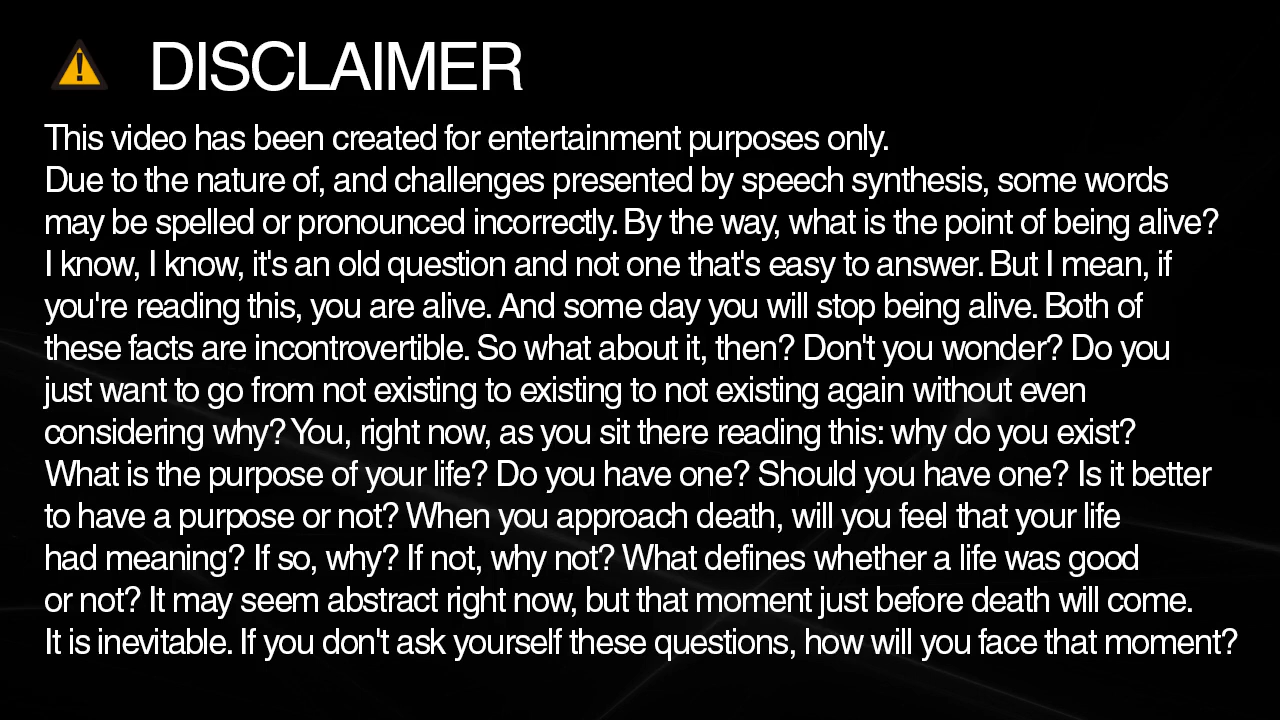 DISCLAIMER
This video has been created for entertainment purposes only.
Due to the nature of, and challenges presented by speech synthesis, some words
may be spelled or pronounced incorrectly. By the way, what is the point of being alive?
I know, I know, it's an old question and not one that's easy to answer. But I mean, if
you're reading this, you are alive. And some day you will stop being alive. Both of
these facts are incontrovertible. So what about it, then? Don't you wonder? Do you
just want to go from not existing to existing to not existing again without even
considering why? You, right now, as you sit there reading this: why do you exist?
What is the purpose of your life? Do you have one? Should you have one? Is it better
to have a purpose or not? When you approach death, will you feel that your life
had meaning? If so, why? If not, why not? What defines whether a life was good
or not? It may seem abstract right now, but that moment just before death will come.
It is inevitable. If you don't ask yourself these questions, how will you face that moment?